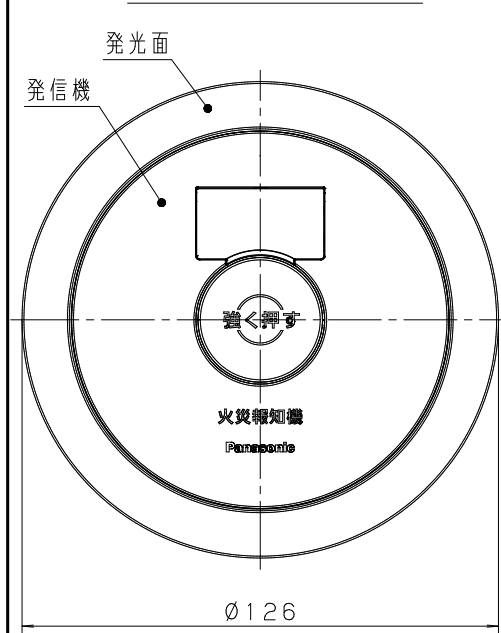 発光面
発信機
強く押す
火災報知機
Panasonic
Ø126